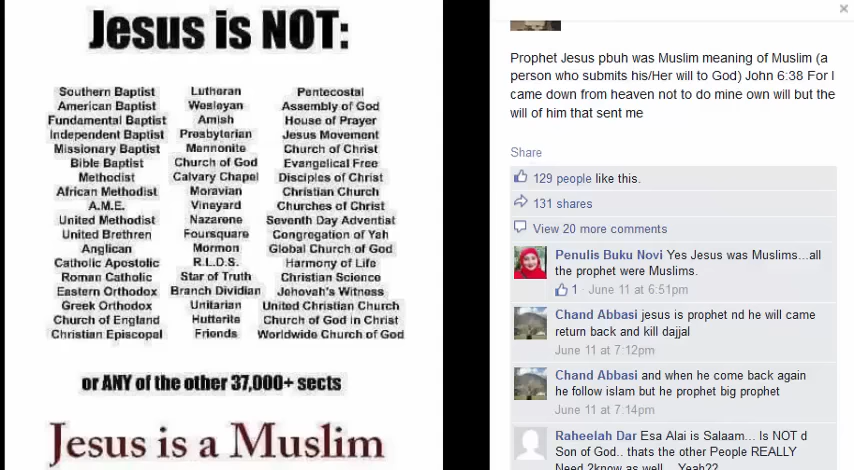 Jesus is NOT:
Southern Baptist
American Baptist
Fundamental Baptist
Independent Baptist
Missionary Baptist
Bible Baptist
Methodist
African Methodist
A.M.E.
United Methodist
United Brethren
Anglican
Catholic Apostolic
Roman Catholic
Eastern Orthodox
Greek Orthodox
Church of England
Christian Episcopal
Lutheran
Wesleyan
Amish
Presbyterian
Mennonite
Church of God
Calvary Chapel
Moravian
Vineyard
Nazarene
Foursquare
Mormon
R.L.D.S.
Star of Truth
Branch Dividian
Unitarian
Hutterite
Friends
Pentecostal
Assembly of God
House of Prayer
Jesus Movement
Church of Christ
Evangelical Free
Disciples of Christ
Christian Church
Churches of Christ
Seventh Day Adventist
Congregation of Yah
Global Church of God
Harmony of Life
Christian Science
Jehovah's Witness
United Christian Church
Church of God in Christ
Worldwide Church of God
or ANY of the other 37,000+ sects
Jesus is a Muslim
Prophet Jesus pbuh was Muslim meaning of Muslim (a
person who submits his/Her will to God) John 6:38 For I
came down from heaven not to do mine own will but the
will of him that sent me
Share
129 people like this.
131 shares
View 20 more comments
Penulis Buku Novi Yes Jesus was Muslims...all
the prophet were Muslims.
1 · June 11 at 6:51pm
Chand Abbasi jesus is prophet nd he will came
return back and kill dajjal
June 11 at 7:12pm
Chand Abbasi and when he come back again
he follow islam but he prophet big prophet
June 11 at 7:14pm
Raheelah Dar Esa Alai is Salaam... Is NOT d
Son of God.. thats the other People REALLY
Need 2know as well... Yeah??